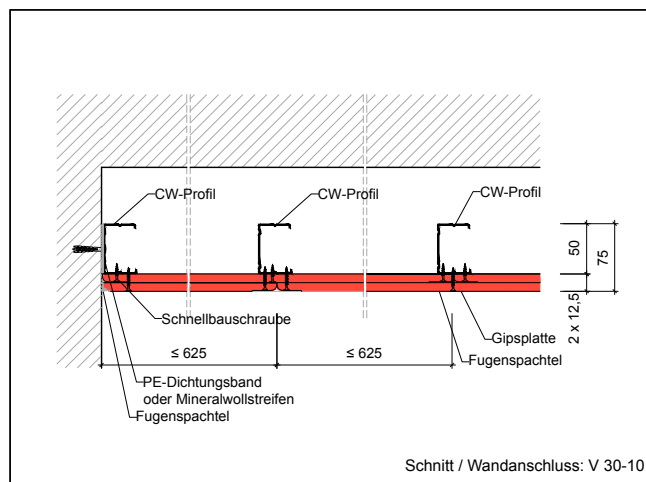 CW-Profil
CW-Profil
CW-Profil
50
75
2 x 12,5
Schnellbauschraube
Gipsplatte
Fugenspachtel
≤ 625
≤ 625
PE-Dichtungsband
oder Mineralwollstreifen
Fugenspachtel
Schnitt / Wandanschluss: V 30-10